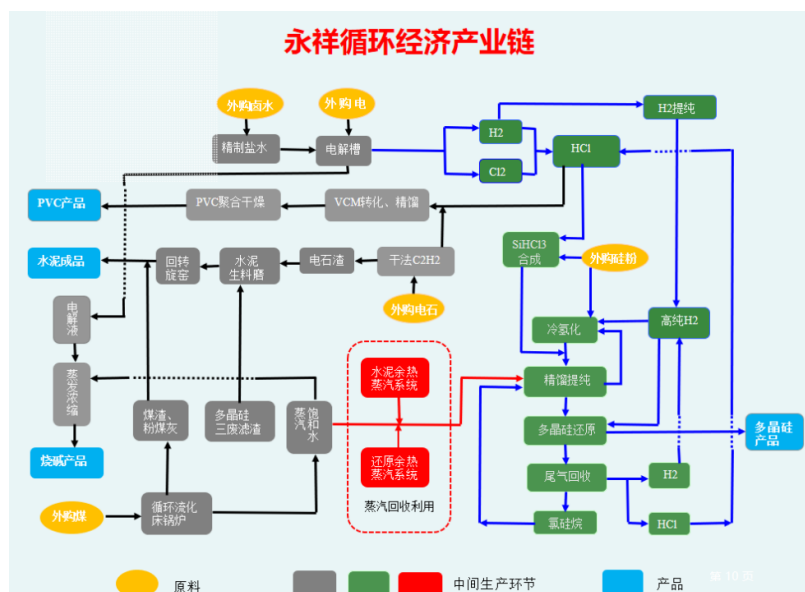 永祥循环经济产业链
外购卤水
外购 电
H2提纯
精制盐水
电解槽
H2
HCl
Cl2
PVC产品
PVC聚合干燥
VCM转化、精馏
SiHCl3
合成
外购硅粉
水泥成品
回转
旋窑
水泥
生料磨
电石渣
干法C2H2
外购电石
电解液
冷氢化
高纯H2
水泥余热
蒸汽系统
蒸发浓缩
精馏提纯
煤渣、
粉煤灰
多晶硅
三废滤渣
蒸汽
饱和水
多晶硅还原
多晶硅
产品
烧碱产品
还原余热
蒸汽系统
尾气回收
H2
蒸汽回收利用
外购煤
循环流化
床锅炉
氯硅烷
HCl
原料
中间生产环节
产品